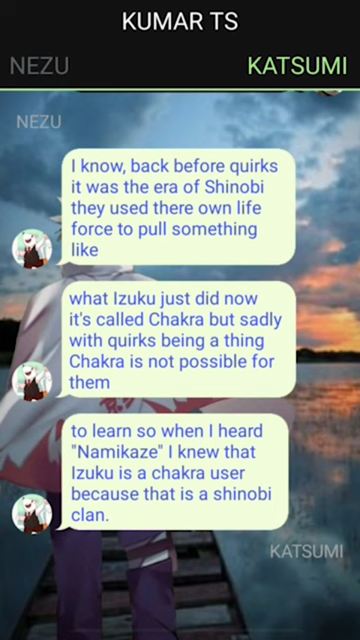 KUMAR TS
NEZU
KATSUMI
NEZU
I know, back before quirks
it was the era of Shinobi
they used there own life
force to pull something
like
what Izuku just did now
it's called Chakra but sadly
with quirks being a thing
Chakra is not possible for
them
to learn so when I heard
"Namikaze" I knew that
Izuku is a chakra user
because that is a shinobi
clan.
KATSUMI